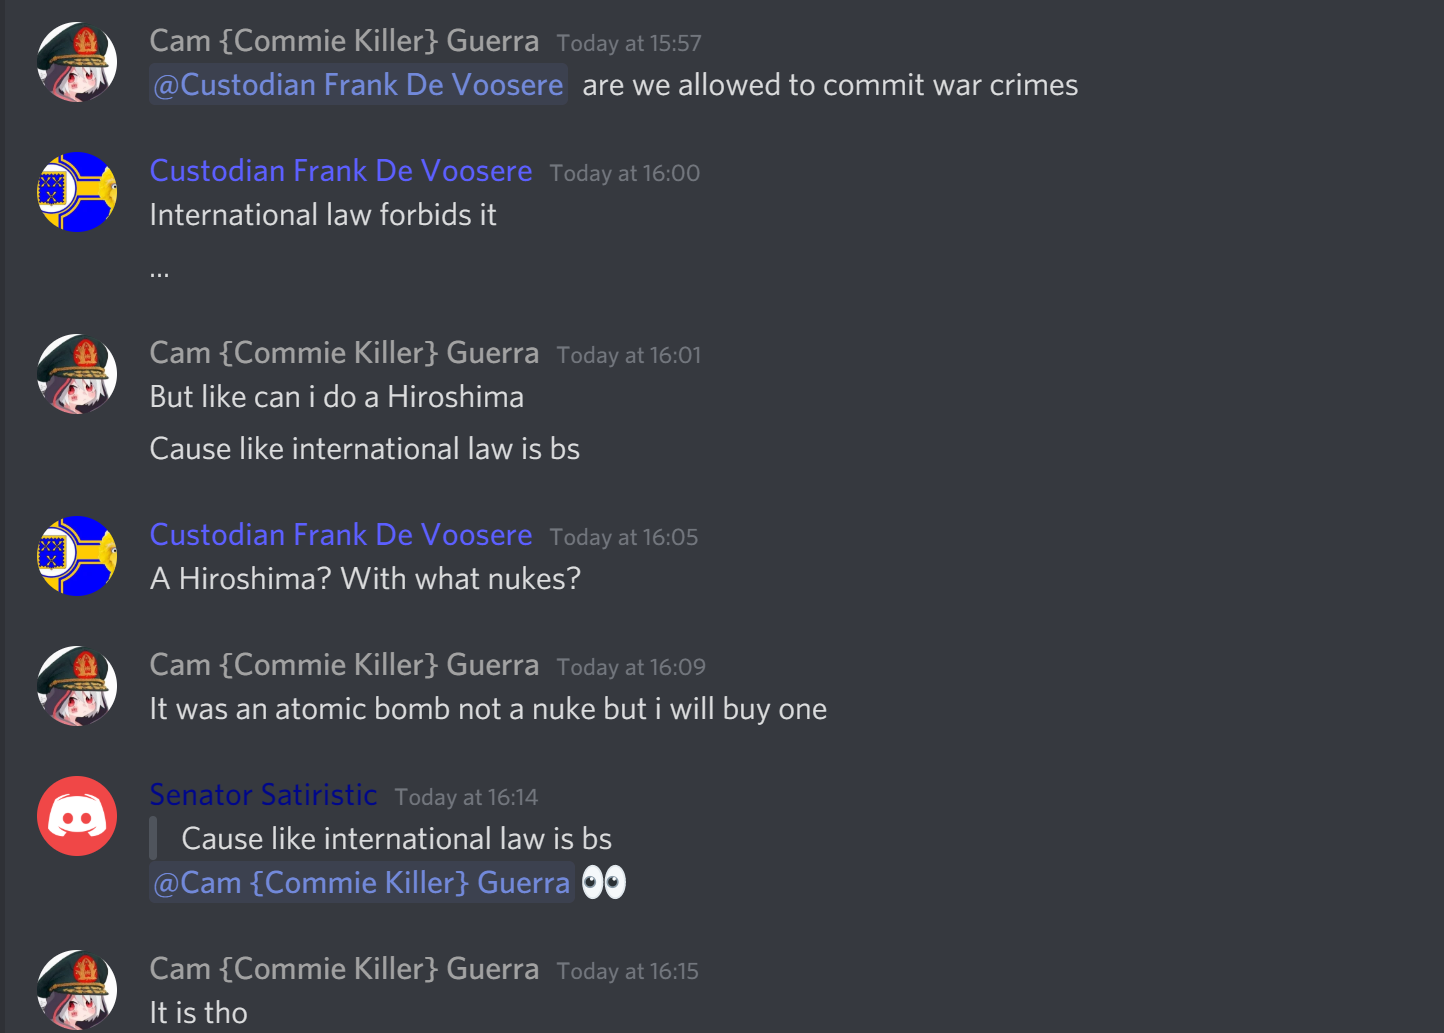 Cam {Commie Killer} Guerra Today at 15:57
@Custodian Frank De Voosere are we allowed to commit war crimes
Custodian Frank De Voosere Today at 16:00
International law forbids it
...
Cam {Commie Killer} Guerra Today at 16:01
But like can i do a Hiroshima
Cause like international law is bs
Custodian Frank De Voosere Today at 16:05
A Hiroshima? With what nukes?
Cam {Commie Killer} Guerra Today at 16:09
It was an atomic bomb not a nuke but i will buy one
Senator Satiristic Today at 16:14
Cause like international law is bs
@Cam {Commie Killer} Guerra 👀
Cam {Commie Killer} Guerra Today at 16:15
It is tho